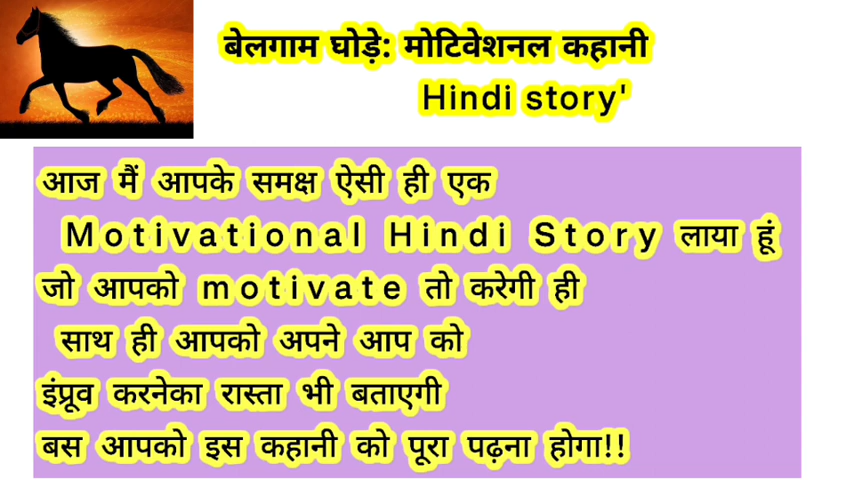 बेलगाम घोड़े: मोटिवेशनल कहानी
Hindi story'
आज मैं आपके समक्ष ऐसी ही एक
Motivational Hindi Story लाया हूं
जो आपको motivate तो करेगी ही
साथ ही आपको अपने आप को
इंप्रूव करनेका रास्ता भी बताएगी
बस आपको इस कहानी को पूरा पढ़ना होगा!!